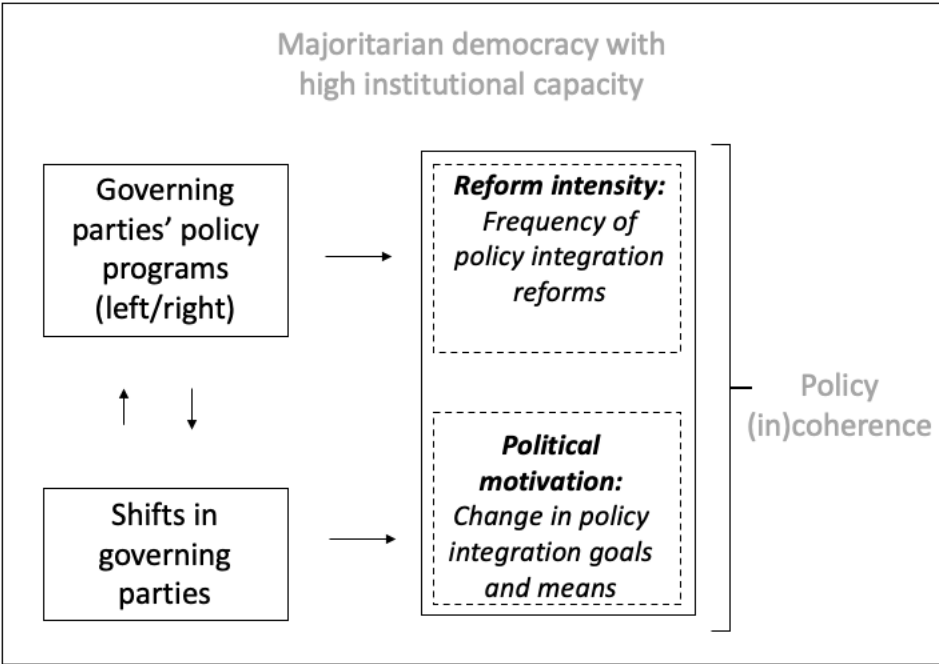 Majoritarian democracy with
high institutional capacity
Governing
parties’ policy
programs
(left/right)
Shifts in
governing
parties
Reform intensity:
Frequency of
policy integration
reforms
Political
motivation:
Change in policy
integration goals
and means
Policy
(in)coherence